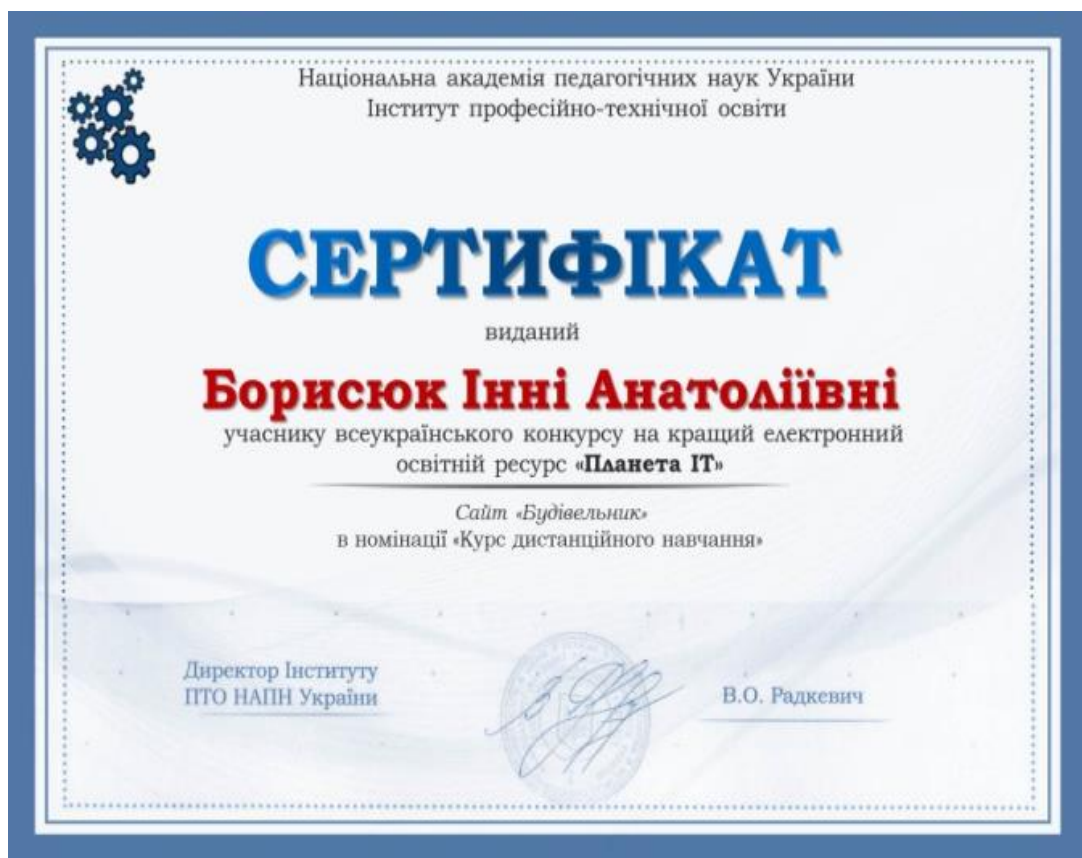 Національна академія педагогічних наук України
Інститут професійно-технічної освіти
СЕРТИФІКАТ
виданий
Борисюк Інні Анатоліївні
учаснику всеукраїнського конкурсу на кращий електронний
освітній ресурс «Планета ІТ»
Сайт «Будівельник»
в номінації «Курс дистанційного навчання»
Директор Інституту
ПТО НАПН України
В.О. Радкевич